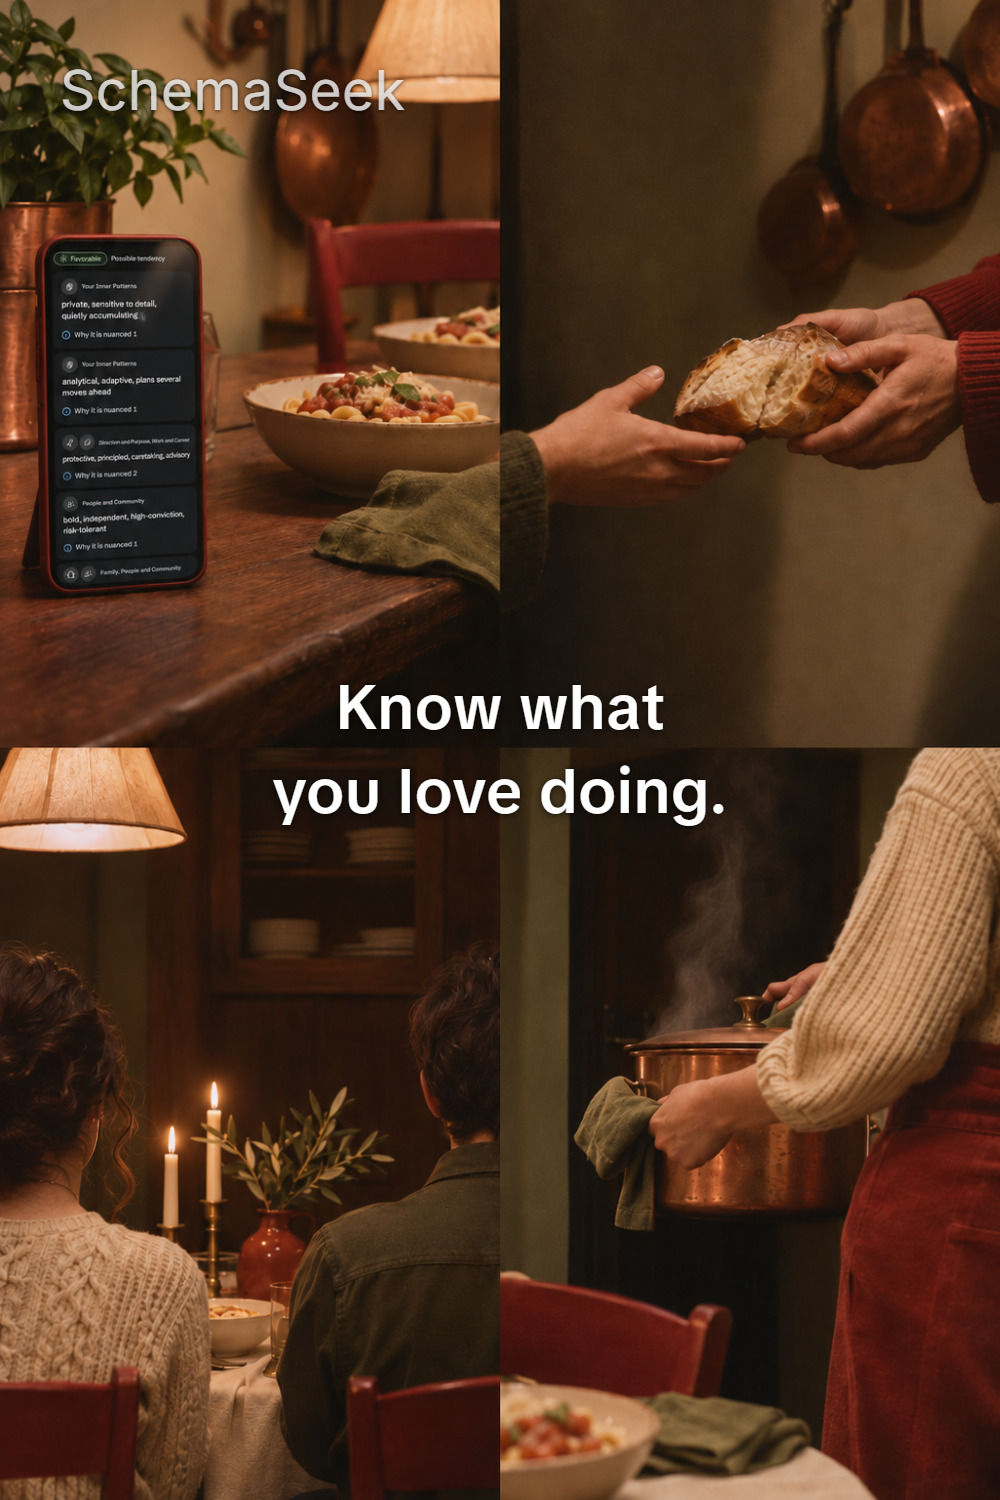 SchemaSeek
Favorable Possible tendency
Your Inner Patterns
private, sensitive to detail,
quietly accumulating
Why it is nuanced 1
Your Inner Patterns
analytical, adaptive, plans several
moves ahead
Why it is nuanced 1
Direction and Purpose, Work and Career
protective, principled, caretaking, advisory
Why it is nuanced 2
People and Community
bold, independent, high-conviction,
risk-tolerant
Why it is nuanced 1
Family, People and Community
Know what
you love doing.